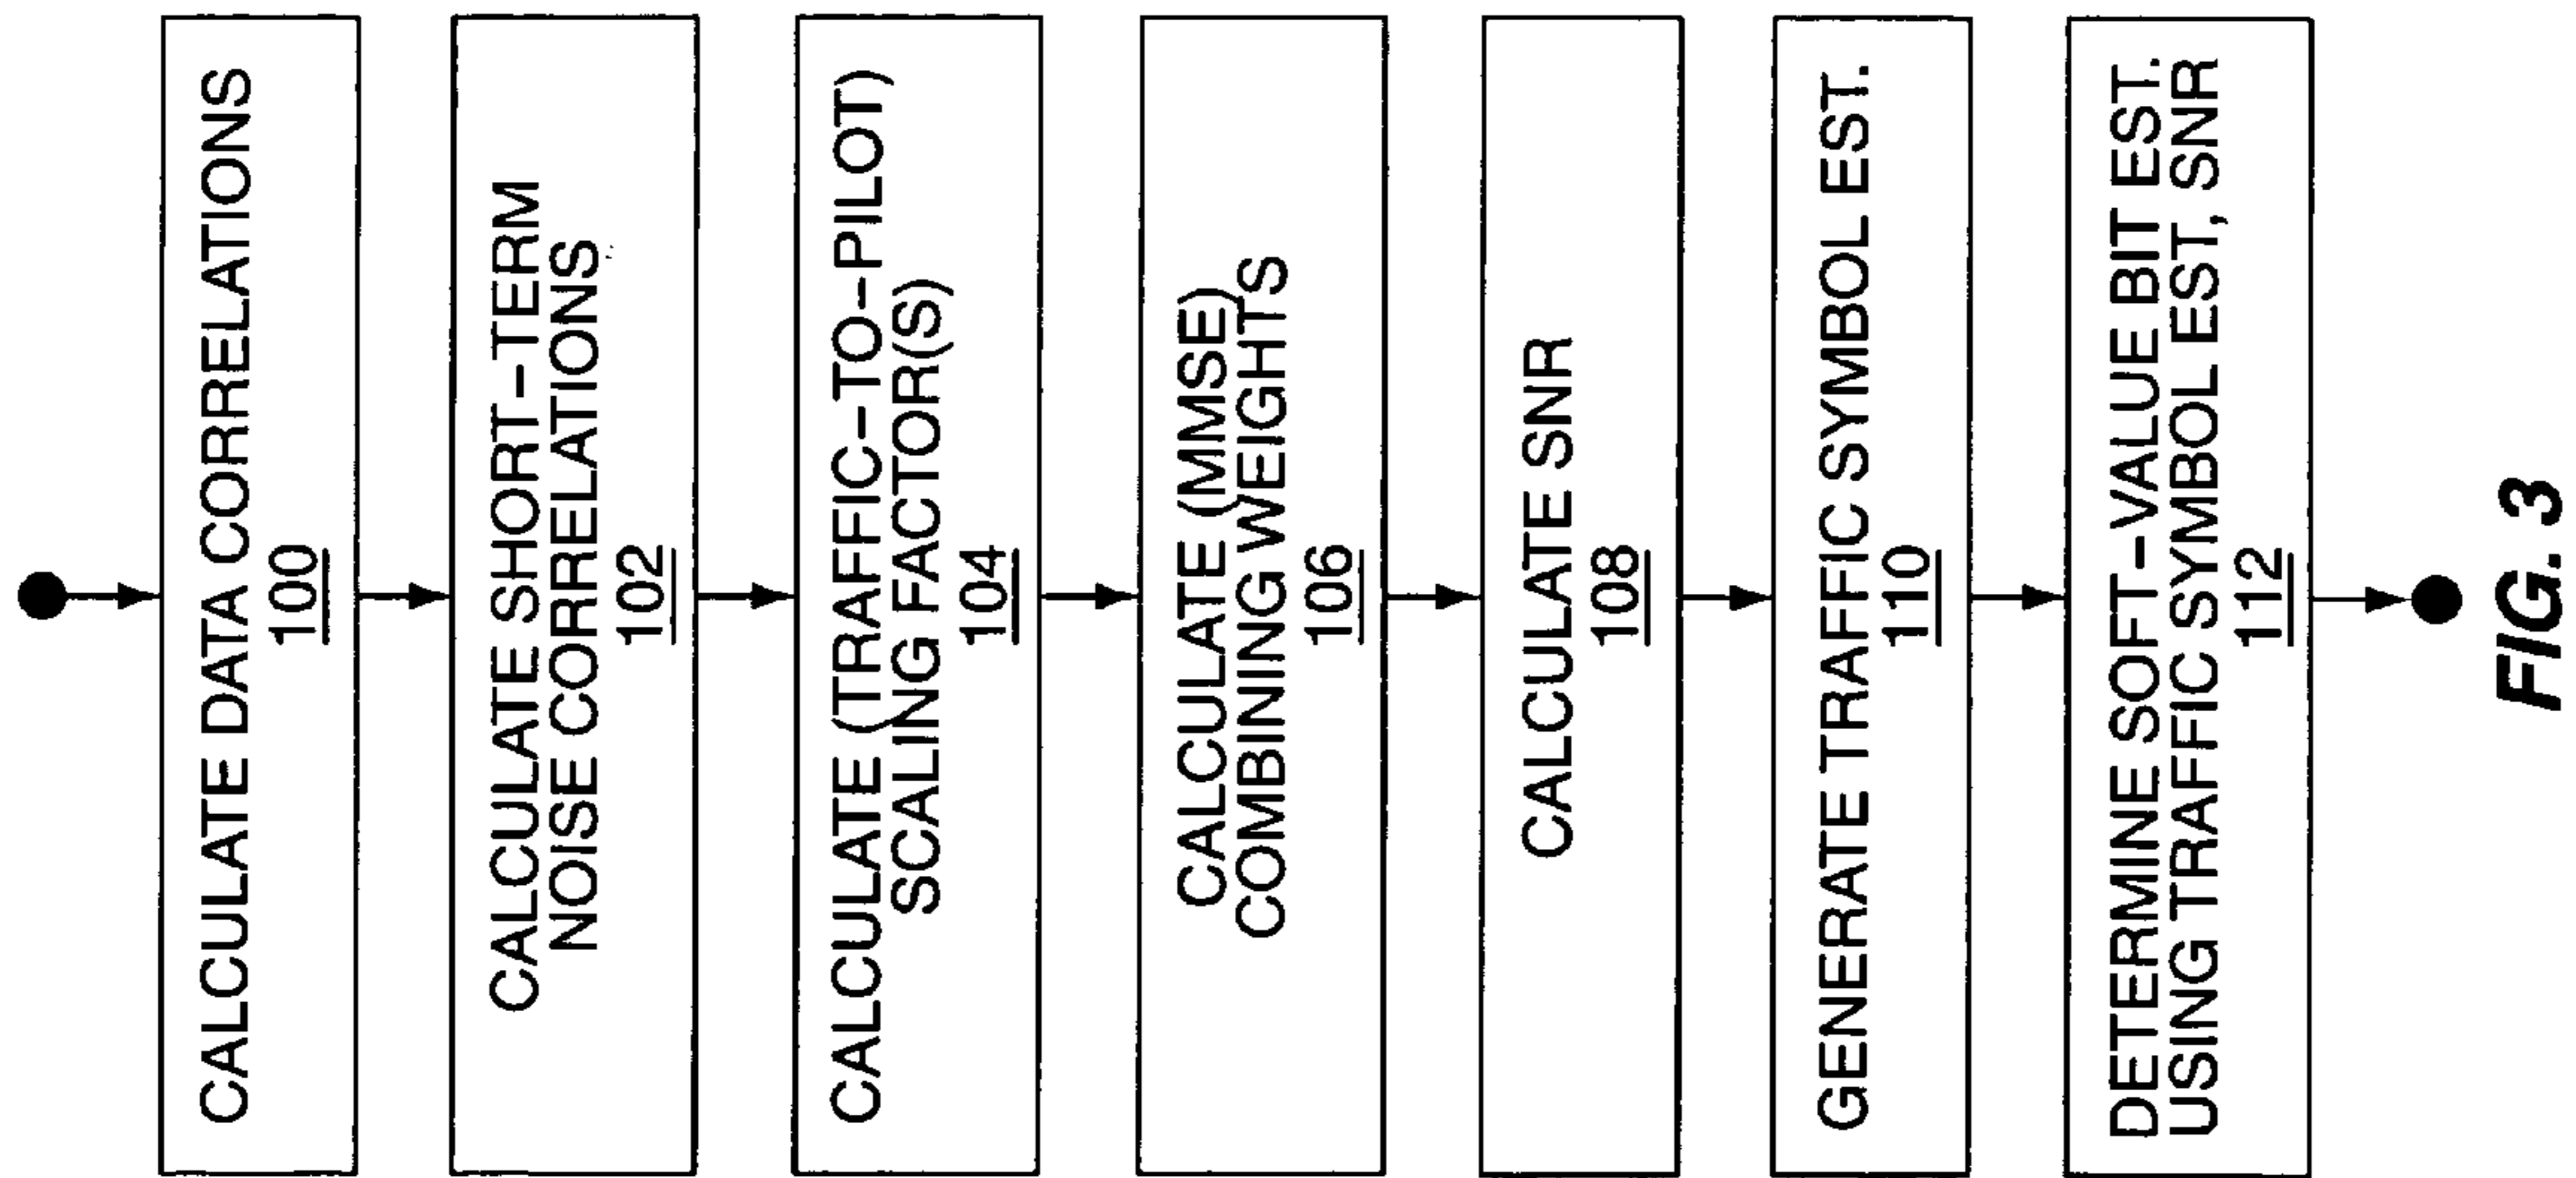 CALCULATE DATA CORRELATIONS
100
CALCULATE SHORT-TERM
NOISE CORRELATIONS
102
CALCULATE (TRAFFIC-TO-PILOT)
SCALING FACTOR(S)
104
CALCULATE (MMSE)
COMBINING WEIGHTS
106
CALCULATE SNR
108
GENERATE TRAFFIC SYMBOL EST.
110
DETERMINE SOFT-VALUE BIT EST.
USING TRAFFIC SYMBOL EST, SNR
112
FIG. 3